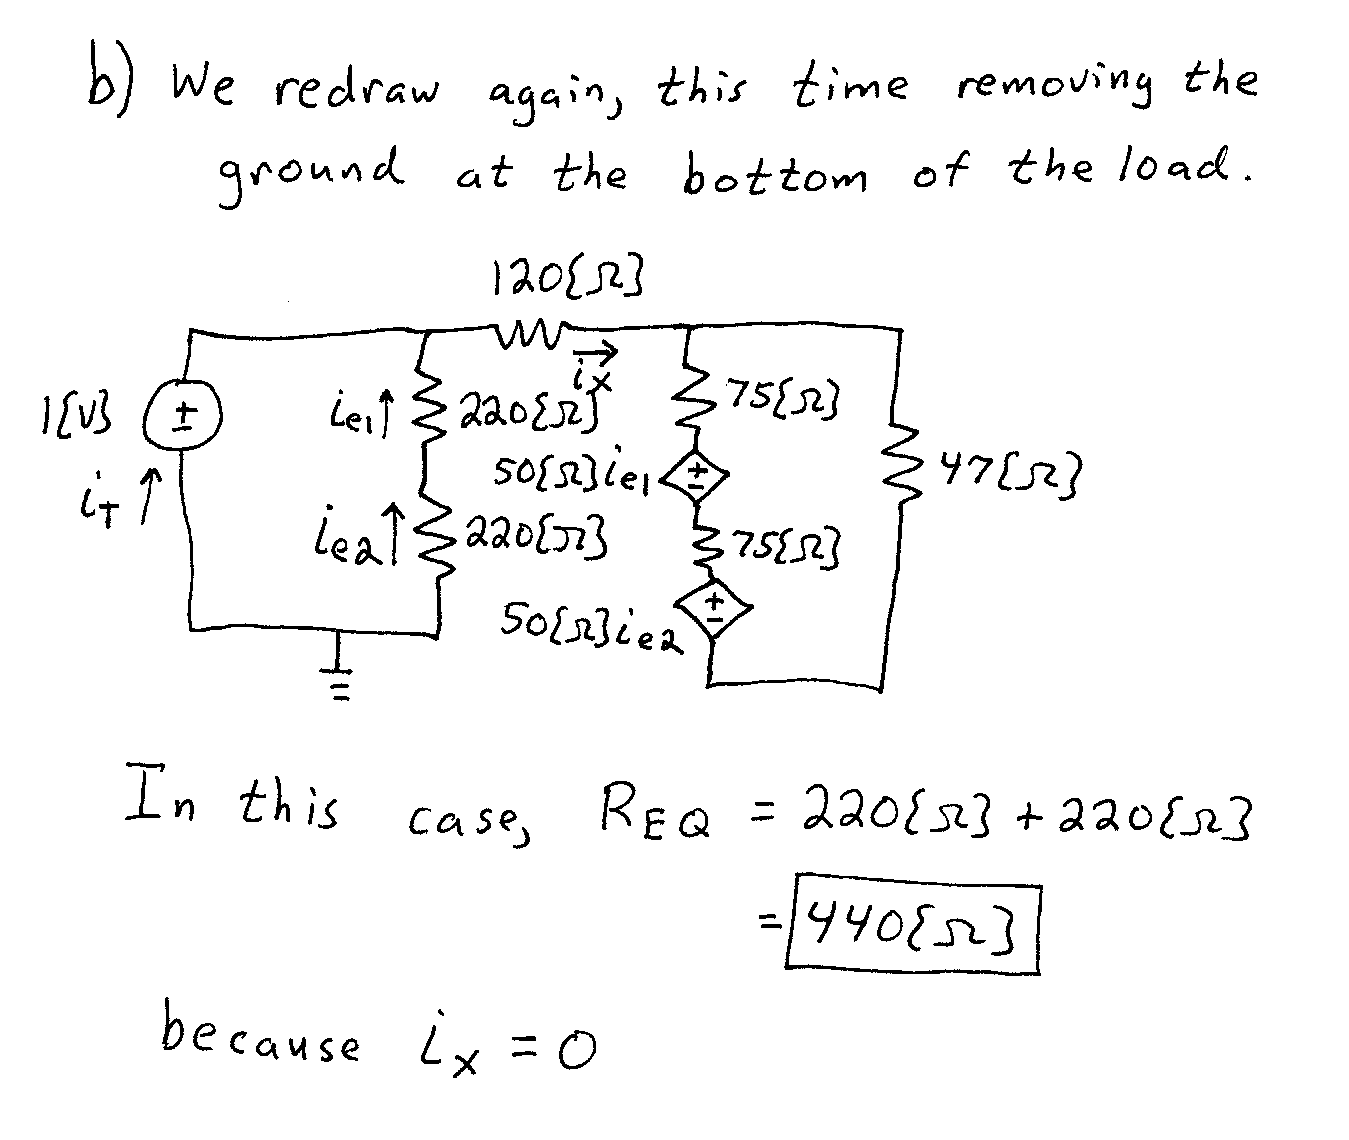 b) We redraw again, this time removing the
ground at the bottom of the load.
120{Ω}
1{V}
±
i_T
i_e1
220{Ω}
i_x
75{Ω}
50{Ω}i_e1
±
47{Ω}
i_e2
220{Ω}
75{Ω}
50{Ω}i_e2
±
In this case, R_EQ = 220{Ω} + 220{Ω}
= 440{Ω}
because i_x = 0